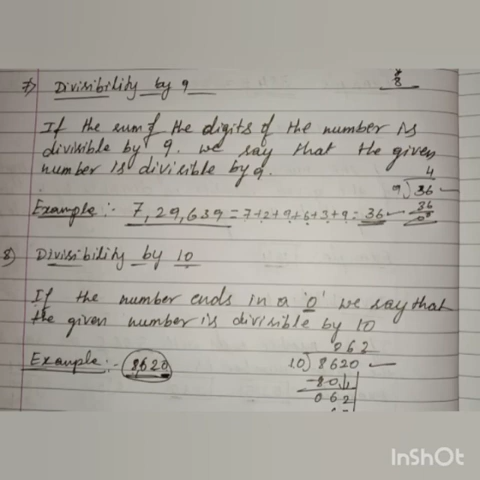 7) Divisibility by 9
8
If the sum of the digits of the number is
divisible by 9. we say that the given
number is divisible by 9.
4
9) 36
36
Example :- 7,29,639 = 7+2+9+6+3+9 = 36
8) Divisibility by 10
If the number ends in a '0' we say that
the given number is divisible by 10
862
Example :- 8620 10) 8620
-80
062
InShOt